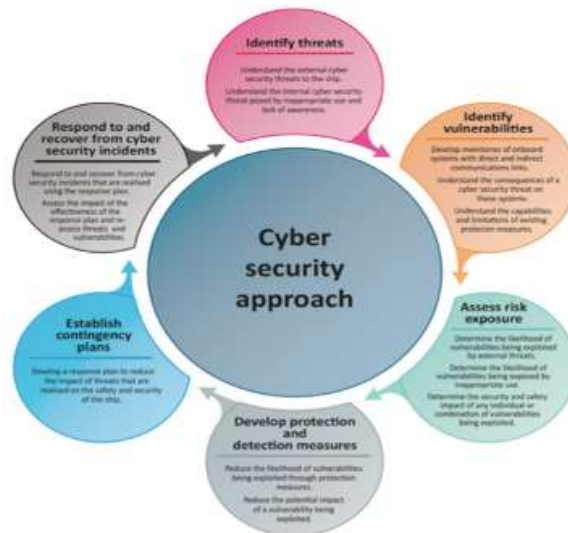 Identify threats
Understand the external cyber
security threats to the ship.
Understand the internal cyber security
threat posed by inappropriate use and
lack of awareness.
Identify
vulnerabilities
Develop inventories of onboard
systems with direct and indirect
communications links.
Understand the consequences of a
cyber security threat on
these systems.
Understand the capabilities
and limitations of existing
protection measures.
Assess risk
exposure
Determine the likelihood of
vulnerabilities being exploited
by external threats.
Determine the likelihood of
vulnerabilities being exposed by
inappropriate use.
Determine the security and safety
impact of any individual or
combination of vulnerabilities
being exploited.
Develop protection
and
detection measures
Reduce the likelihood of vulnerabilities
being exploited through protection
measures.
Reduce the potential impact
of a vulnerability being
exploited.
Establish
contingency
plans
Develop a response plan to reduce
the impact of threats that are
realised on the safety and security
of the ship.
Respond to and
recover from cyber
security incidents
Respond to and recover from cyber
security incidents that are realised
using the response plan.
Assess the impact of the
effectiveness of the
response plan and re-
assess threats and
vulnerabilities.
Cyber
security
approach